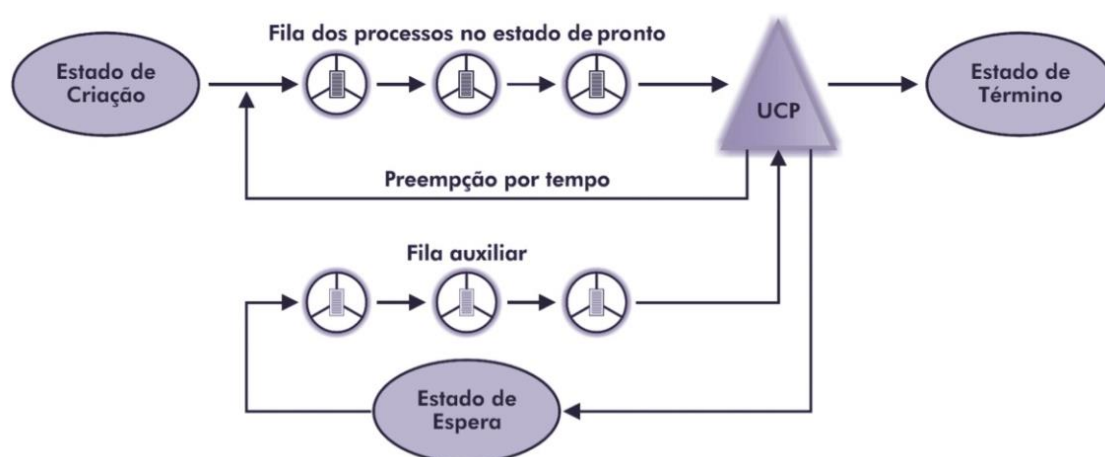 Fila dos processos no estado de pronto
Estado de
Criação
UCP
Estado de
Término
Preempção por tempo
Fila auxiliar
Estado de
Espera